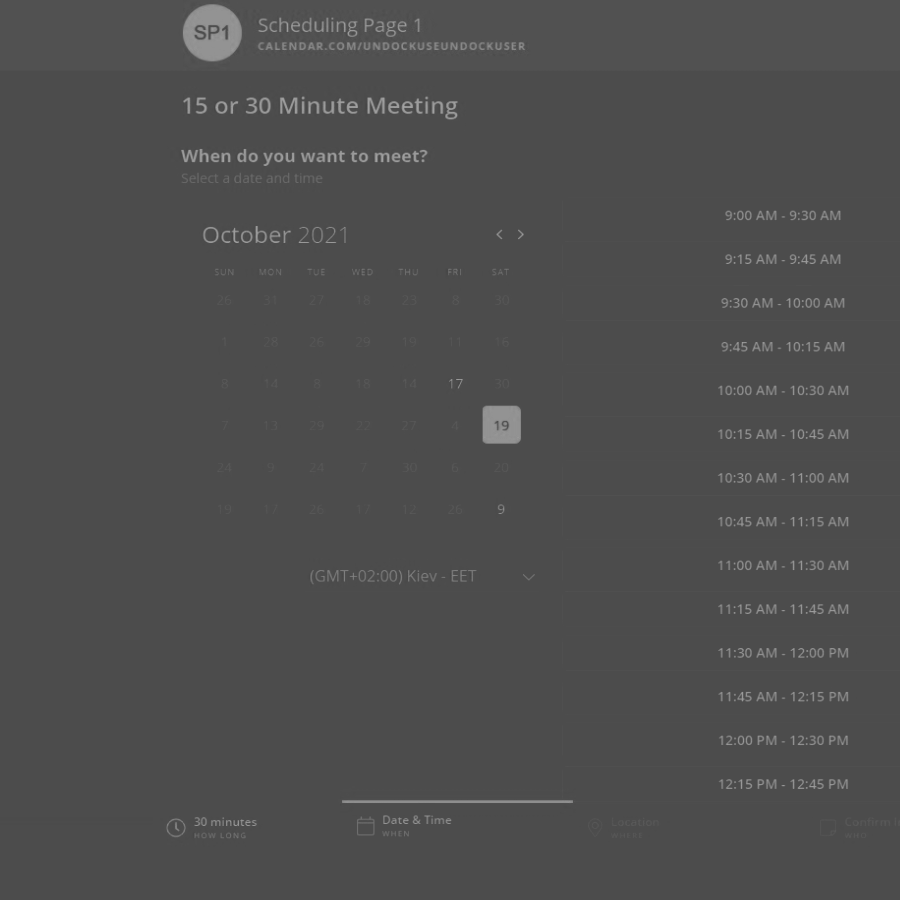 SP1
Scheduling Page 1
CALENDAR.COM/UNDOCKUSEUNDOCKUSER
15 or 30 Minute Meeting
When do you want to meet?
Select a date and time
October 2021
SUN MON TUE WED THU FRI SAT
26 31 27 18 23 8 30
1 28 26 29 19 11 16
8 14 8 18 14 17 30
7 13 29 22 27 4 19
24 9 24 7 30 6 20
19 17 26 17 12 26 9
(GMT+02:00) Kiev - EET
9:00 AM - 9:30 AM
9:15 AM - 9:45 AM
9:30 AM - 10:00 AM
9:45 AM - 10:15 AM
10:00 AM - 10:30 AM
10:15 AM - 10:45 AM
10:30 AM - 11:00 AM
10:45 AM - 11:15 AM
11:00 AM - 11:30 AM
11:15 AM - 11:45 AM
11:30 AM - 12:00 PM
11:45 AM - 12:15 PM
12:00 PM - 12:30 PM
12:15 PM - 12:45 PM
30 minutes
HOW LONG
Date & Time
WHEN
Location
WHERE
Confirm